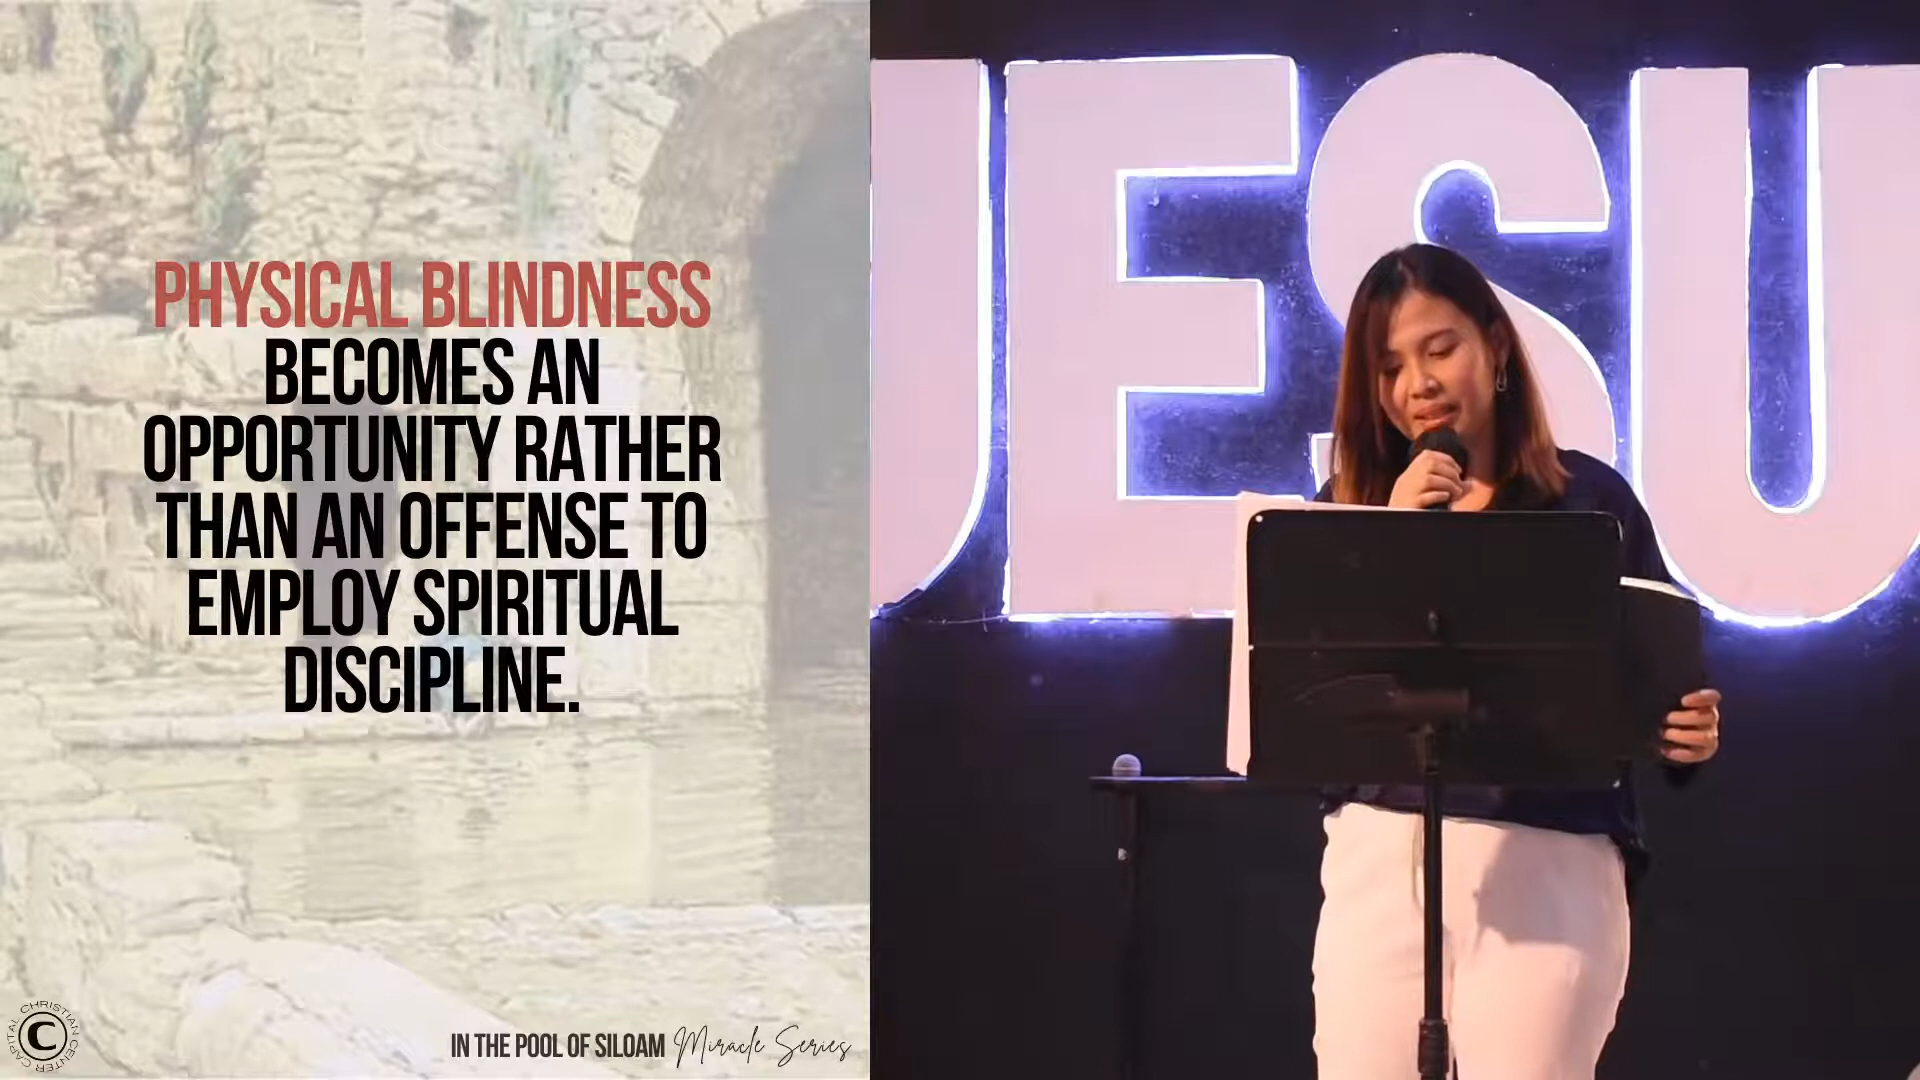 PHYSICAL BLINDNESS
BECOMES AN
OPPORTUNITY RATHER
THAN AN OFFENSE TO
EMPLOY SPIRITUAL
DISCIPLINE.
JESU
CAPITAL CHRISTIAN CENTER
C
IN THE POOL OF SILOAM Miracle Series